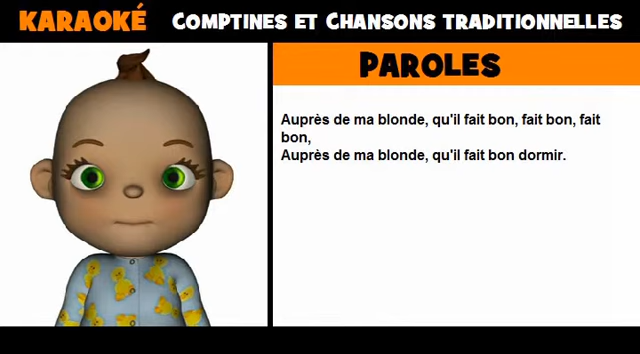 KARAOKÉ COMPTINES ET CHANSONS TRADITIONNELLES
PAROLES
Auprès de ma blonde, qu'il fait bon, fait bon, fait
bon,
Auprès de ma blonde, qu'il fait bon dormir.